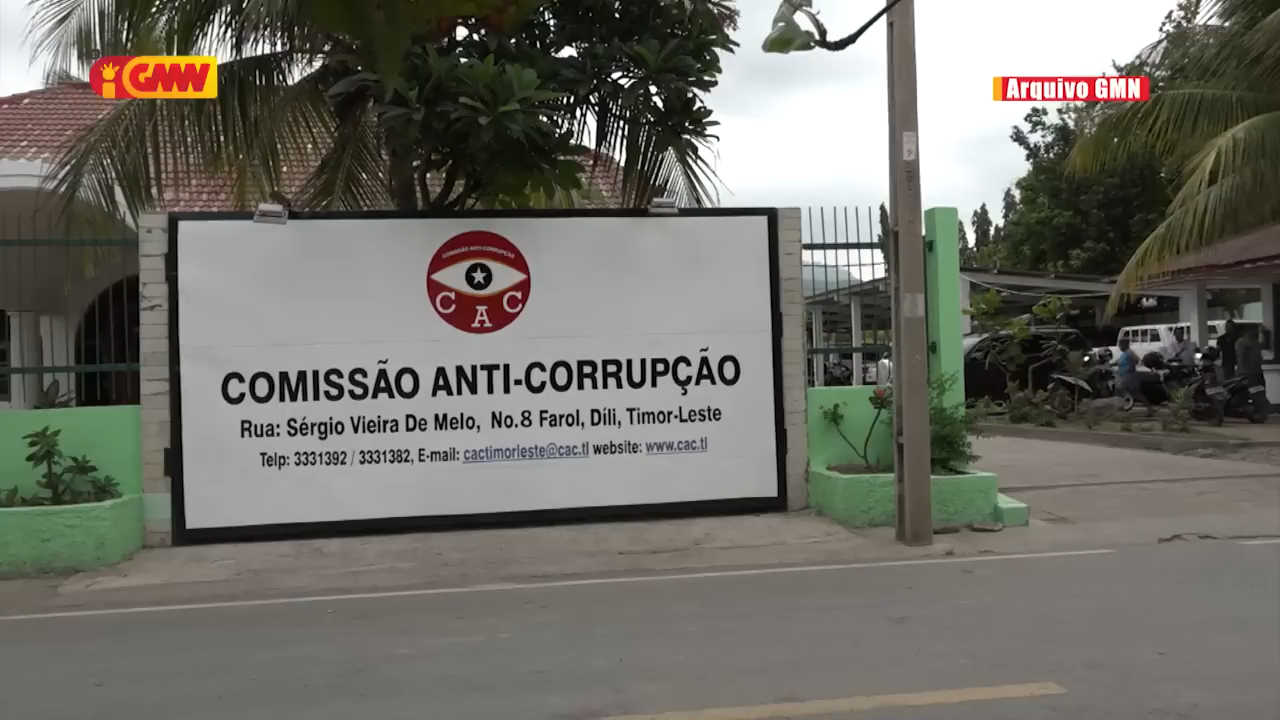 GMN
Arquivo GMN
COMISSÃO ANTI-CORRUPÇÃO
CAC
COMISSÃO ANTI-CORRUPÇÃO
Rua: Sérgio Vieira De Melo, No.8 Farol, Díli, Timor-Leste
Telp: 3331392 / 3331382, E-mail: cactimorleste@cac.tl website: www.cac.tl